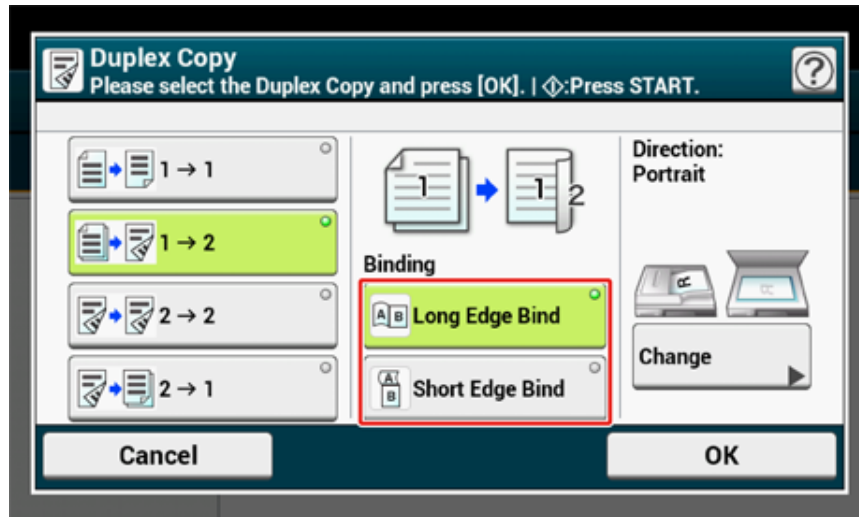 Duplex Copy
Please select the Duplex Copy and press [OK]. | :Press START.
?
1 → 1
1 → 2
2 → 2
2 → 1
1 1 2
Binding
A B Long Edge Bind
A B Short Edge Bind
Direction:
Portrait
R R
Change
Cancel
OK